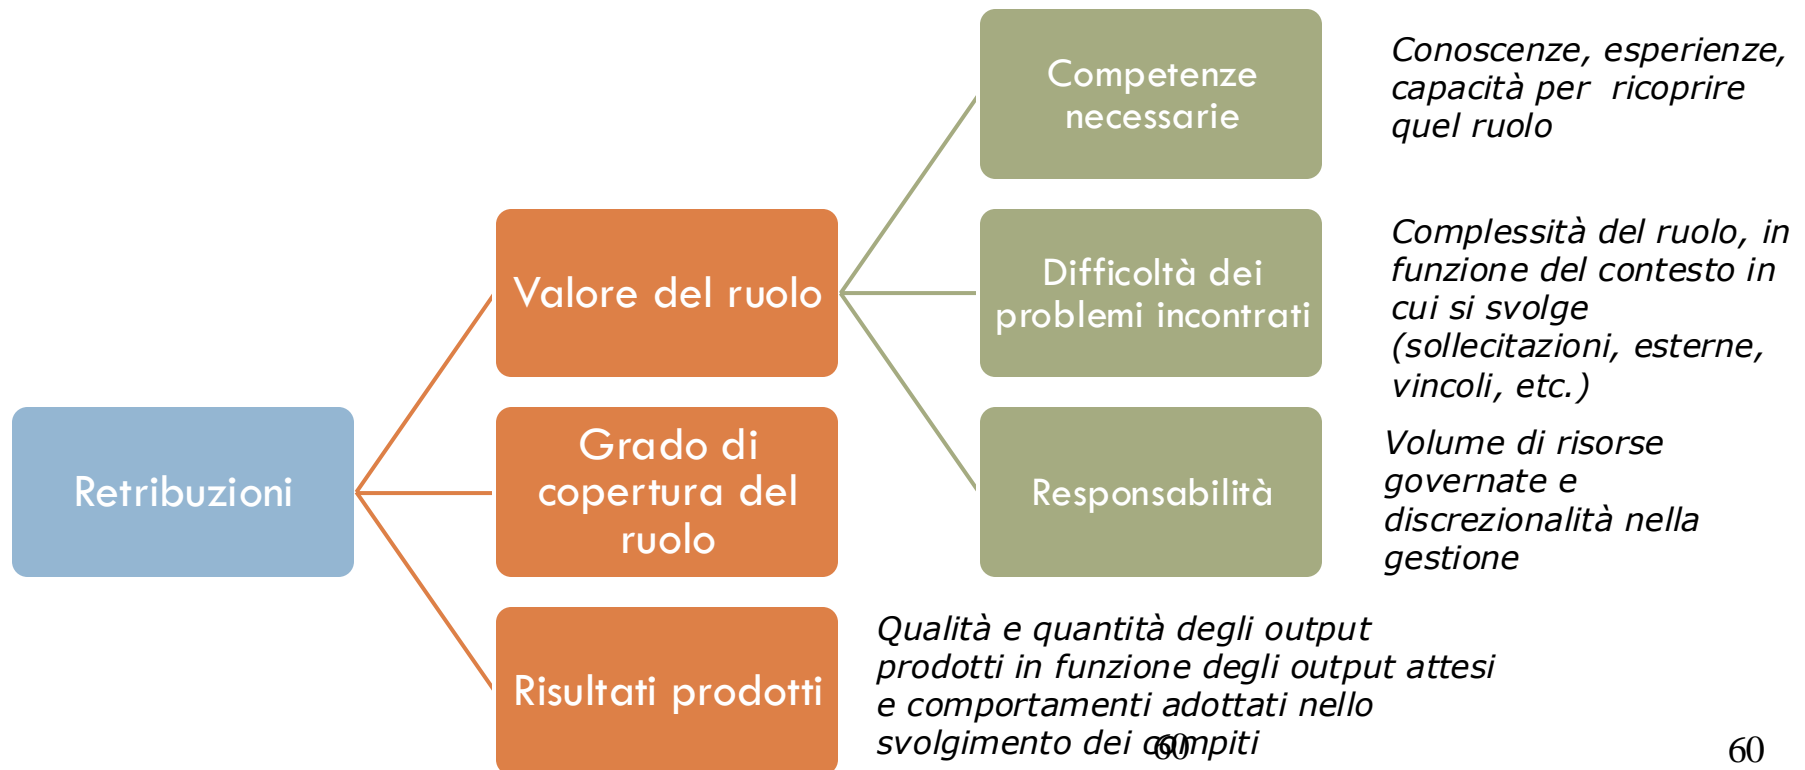 Competenze
necessarie
Conoscenze, esperienze,
capacità per ricoprire
quel ruolo
Valore del ruolo
Difficoltà dei
problemi incontrati
Complessità del ruolo, in
funzione del contesto in
cui si svolge
(sollecitazioni, esterne,
vincoli, etc.)
Retribuzioni
Grado di
copertura del
ruolo
Responsabilità
Volume di risorse
governate e
discrezionalità nella
gestione
Risultati prodotti
Qualità e quantità degli output
prodotti in funzione degli output attesi
e comportamenti adottati nello
svolgimento dei compiti
60
60